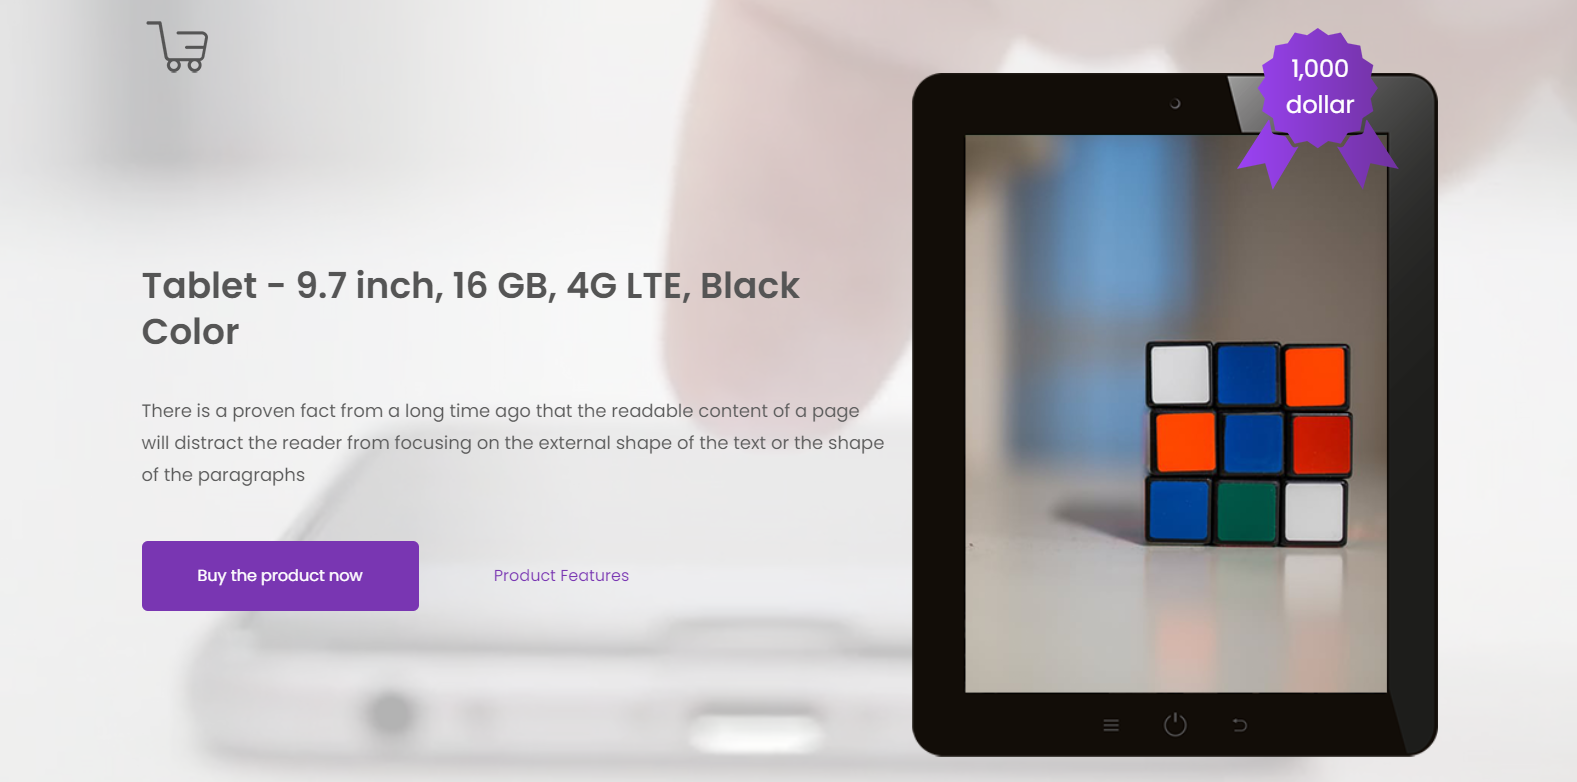 1,000
dollar
Tablet - 9.7 inch, 16 GB, 4G LTE, Black
Color
There is a proven fact from a long time ago that the readable content of a page
will distract the reader from focusing on the external shape of the text or the shape
of the paragraphs
Buy the product now
Product Features